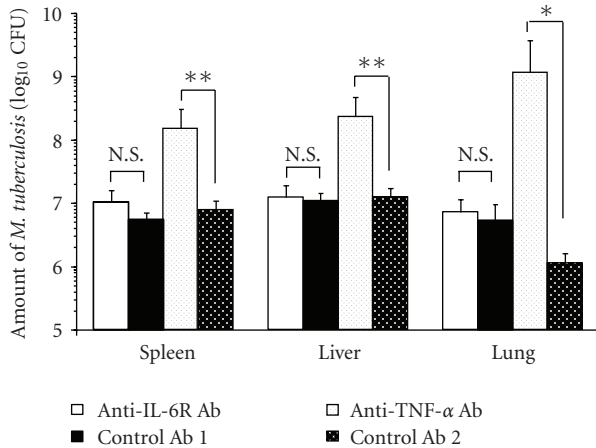 Amount of M. tuberculosis (log₁₀ CFU)
10
9
8
7
6
5
N.S.
**
N.S.
**
N.S.
*
Spleen
Liver
Lung
Anti-IL-6R Ab
Anti-TNF-α Ab
Control Ab 1
Control Ab 2